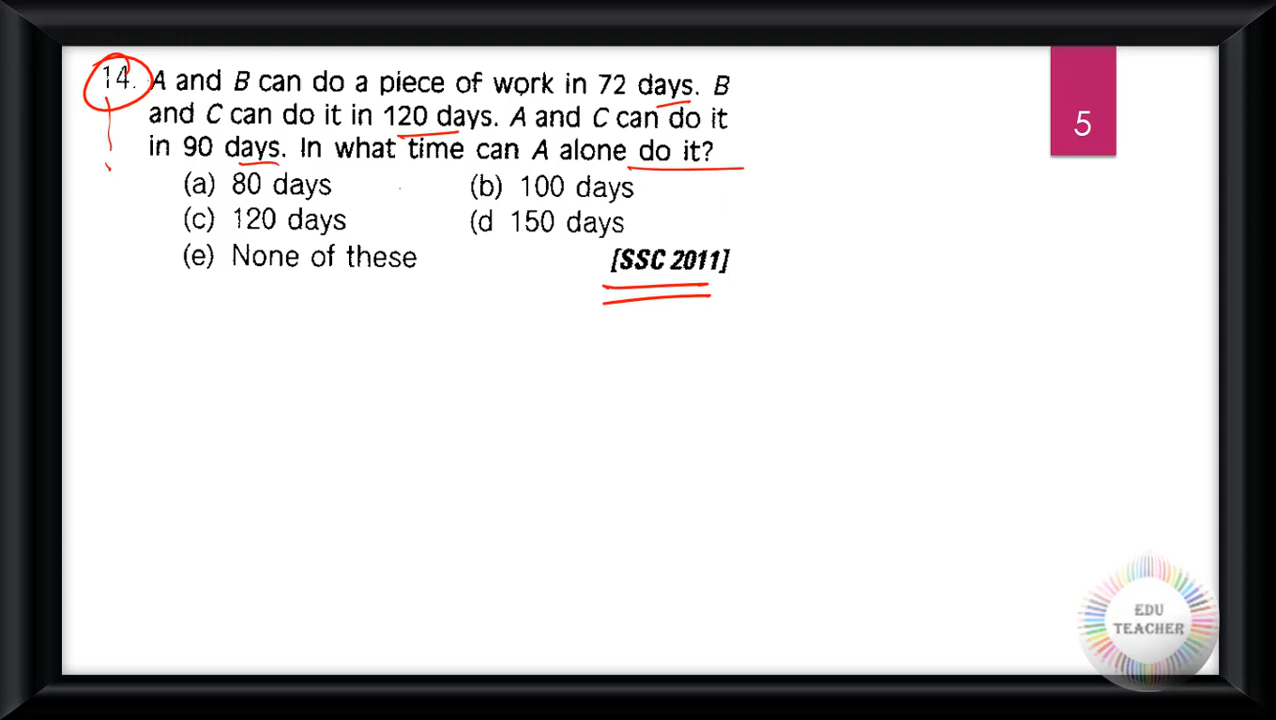 14. A and B can do a piece of work in 72 days. B
and C can do it in 120 days. A and C can do it
in 90 days. In what time can A alone do it?
(a) 80 days (b) 100 days
(c) 120 days (d 150 days
(e) None of these [SSC 2011]
5
EDU
TEACHER